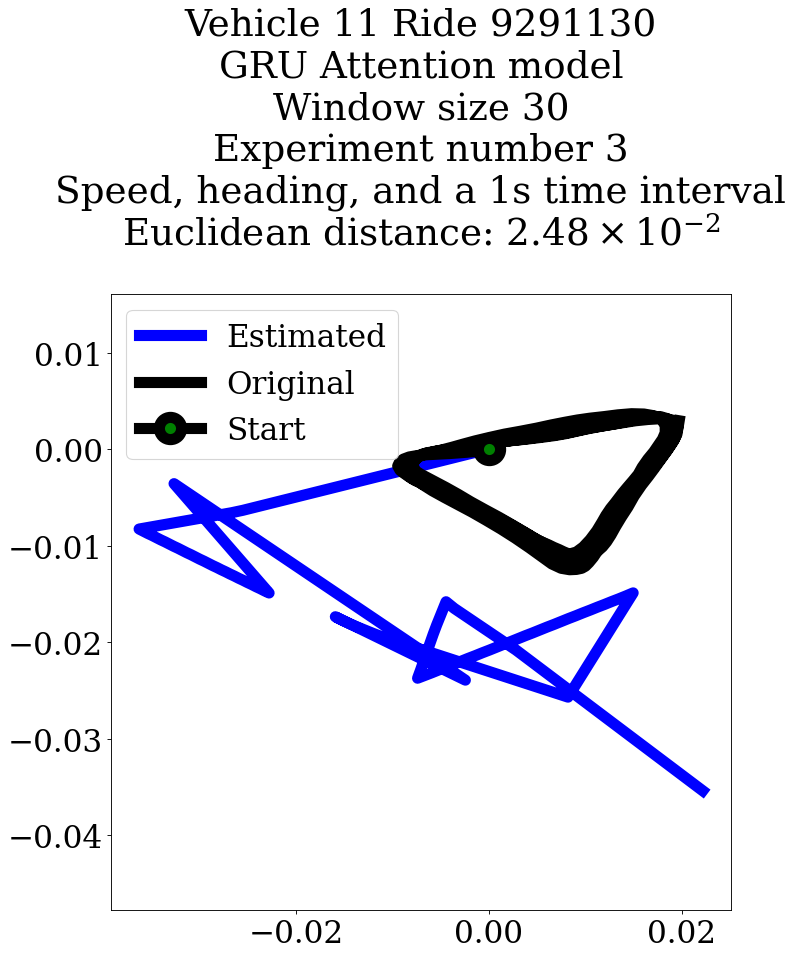 Vehicle 11 Ride 9291130
GRU Attention model
Window size 30
Experiment number 3
Speed, heading, and a 1s time interval
Euclidean distance: 2.48 × 10⁻²
Estimated
Original
Start
0.01
0.00
−0.01
−0.02
−0.03
−0.04
−0.02 0.00 0.02